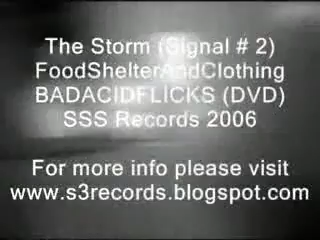 The Storm (Signal # 2)
FoodShelterAndClothing
BADACIDFLICKS (DVD)
SSS Records 2006
For more info please visit
www.s3records.blogspot.com